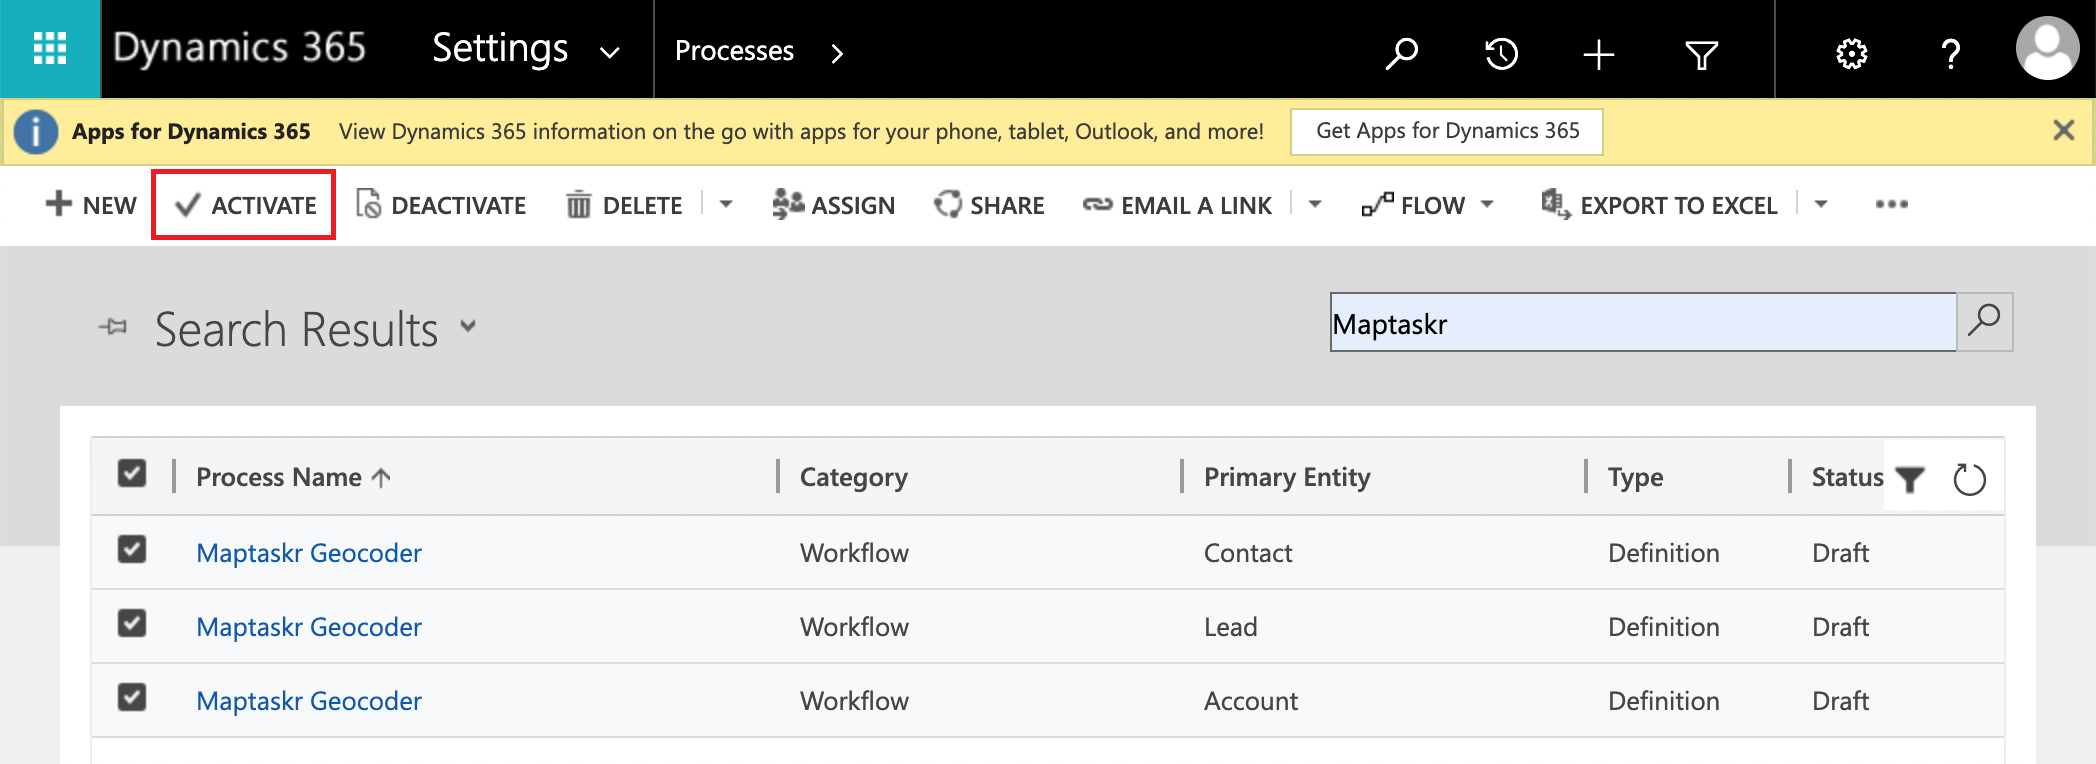 Dynamics 365 Settings Processes
Apps for Dynamics 365 View Dynamics 365 information on the go with apps for your phone, tablet, Outlook, and more! Get Apps for Dynamics 365
NEW ACTIVATE DEACTIVATE DELETE ASSIGN SHARE EMAIL A LINK FLOW EXPORT TO EXCEL
Search Results Maptaskr
Process Name Category Primary Entity Type Status
Maptaskr Geocoder Workflow Contact Definition Draft
Maptaskr Geocoder Workflow Lead Definition Draft
Maptaskr Geocoder Workflow Account Definition Draft